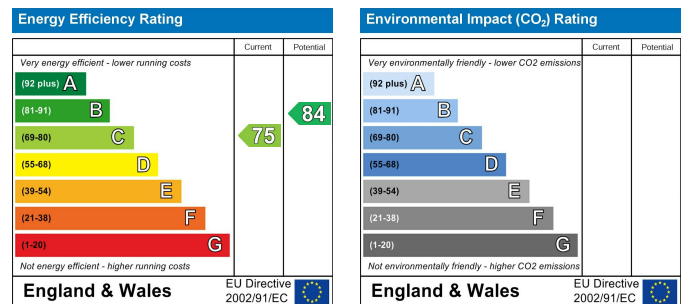 Energy Efficiency Rating
Current Potential
Very energy efficient - lower running costs
(92 plus) A
(81-91) B
84
(69-80) C
75
(55-68) D
(39-54) E
(21-38) F
(1-20) G
Not energy efficient - higher running costs
England & Wales
EU Directive
2002/91/EC
Environmental Impact (CO2) Rating
Current Potential
Very environmentally friendly - lower CO2 emissions
(92 plus) A
(81-91) B
(69-80) C
(55-68) D
(39-54) E
(21-38) F
(1-20) G
Not environmentally friendly - higher CO2 emissions
England & Wales
EU Directive
2002/91/EC